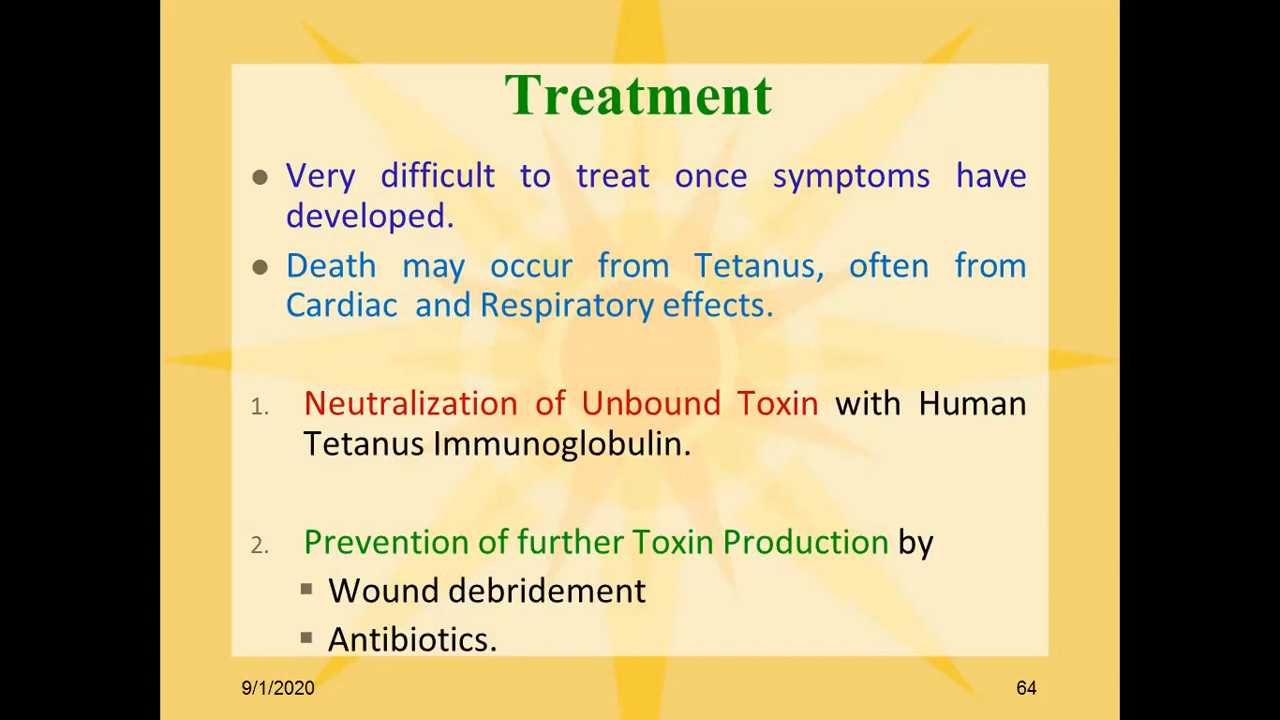 Treatment
● Very difficult to treat once symptoms have
developed.
● Death may occur from Tetanus, often from
Cardiac and Respiratory effects.
1. Neutralization of Unbound Toxin with Human
Tetanus Immunoglobulin.
2. Prevention of further Toxin Production by
▪ Wound debridement
▪ Antibiotics.
9/1/2020 64